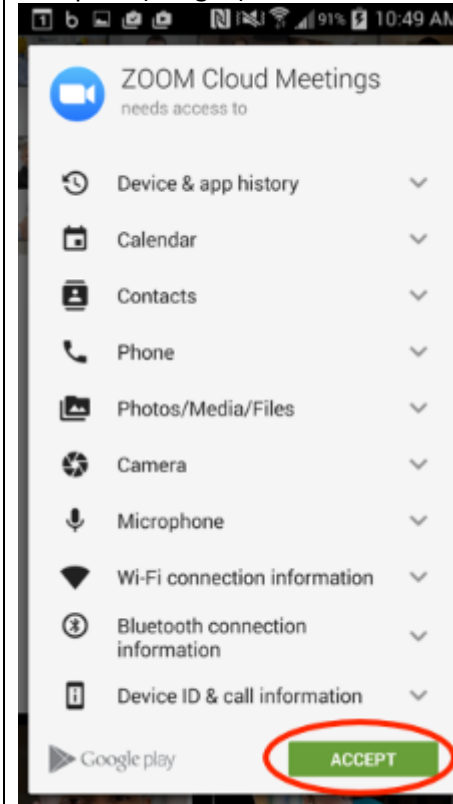 1 91% 10:49 AM
ZOOM Cloud Meetings
needs access to
Device & app history
Calendar
Contacts
Phone
Photos/Media/Files
Camera
Microphone
Wi-Fi connection information
Bluetooth connection
information
Device ID & call information
Google play ACCEPT